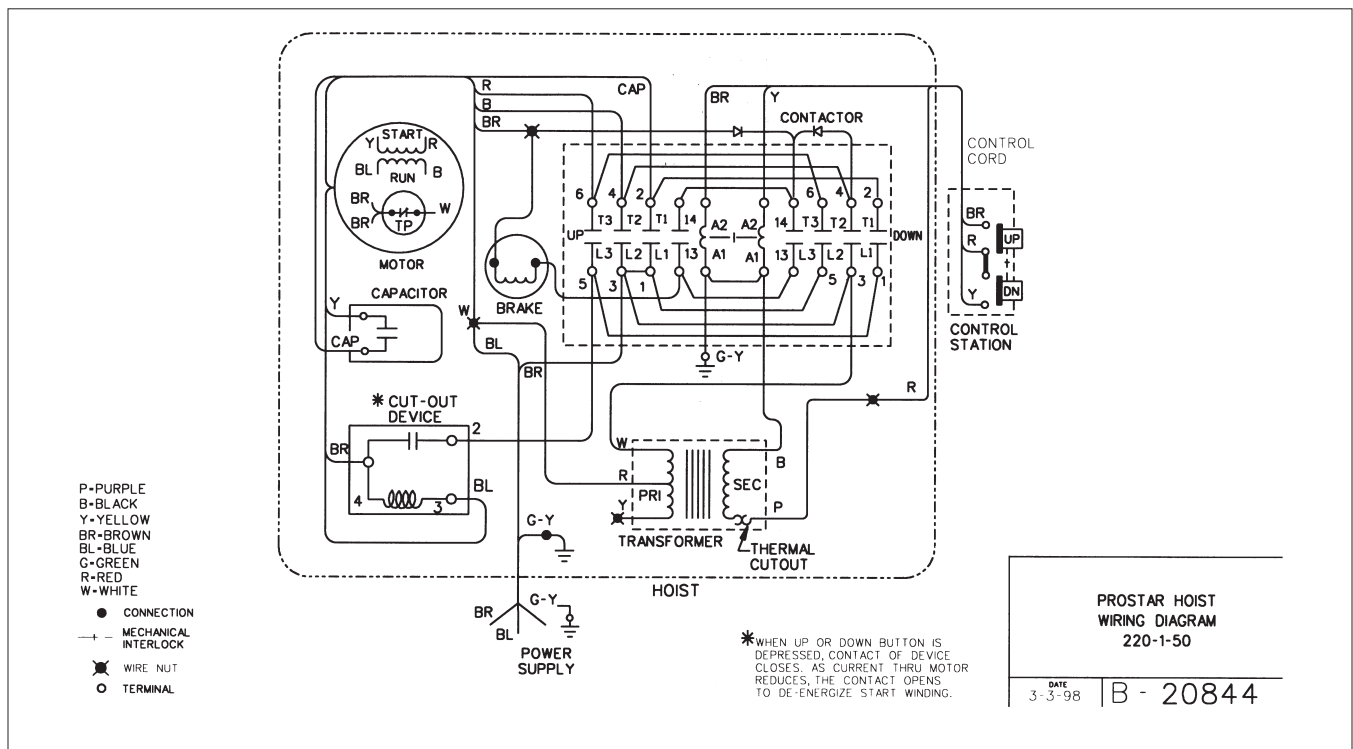 R
B
BR
CAP
BR
Y
CONTACTOR
CONTROL
CORD
START
Y R
BL B
RUN
BR
BR
W
TP
MOTOR
6 4 2 14 14 6 4 2
T3 T2 T1 A2 A2 T3 T2 T1
UP DOWN
L3 L2 L1 13 A1 A1 13 L3 L2 L1
5 3 1 5 3 1
BRAKE
G-Y
BR
R
Y
UP
DN
CONTROL
STATION
CAPACITOR
Y
CAP
W
BL
BR
R
* CUT-OUT
DEVICE
2
BR
BL
4 3
W
R
Y
PRI
SEC
B
P
TRANSFORMER
THERMAL
CUTOUT
G-Y
HOIST
BR
G-Y
BL
POWER
SUPPLY
P-PURPLE
B-BLACK
Y-YELLOW
BR-BROWN
BL-BLUE
G-GREEN
R-RED
W-WHITE
CONNECTION
MECHANICAL
INTERLOCK
WIRE NUT
TERMINAL
*WHEN UP OR DOWN BUTTON IS
DEPRESSED, CONTACT OF DEVICE
CLOSES. AS CURRENT THRU MOTOR
REDUCES, THE CONTACT OPENS
TO DE-ENERGIZE START WINDING.
PROSTAR HOIST
WIRING DIAGRAM
220-1-50
DATE
3-3-98
B - 20844